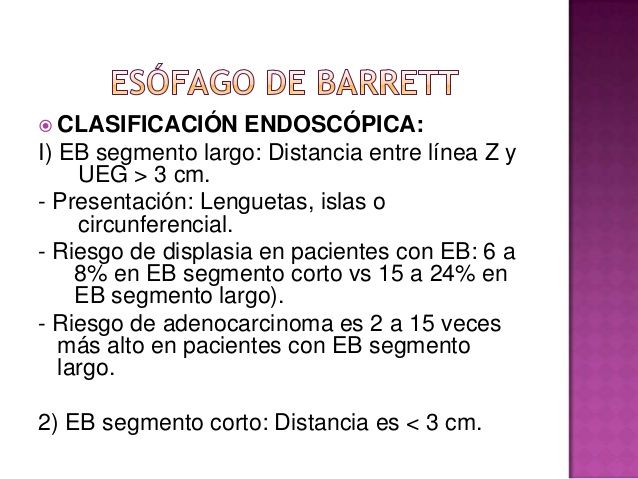 ESÓFAGO DE BARRETT
CLASIFICACIÓN ENDOSCÓPICA:
I) EB segmento largo: Distancia entre línea Z y
UEG > 3 cm.
- Presentación: Lenguetas, islas o
circunferencial.
- Riesgo de displasia en pacientes con EB: 6 a
8% en EB segmento corto vs 15 a 24% en
EB segmento largo).
- Riesgo de adenocarcinoma es 2 a 15 veces
más alto en pacientes con EB segmento
largo.
2) EB segmento corto: Distancia es < 3 cm.